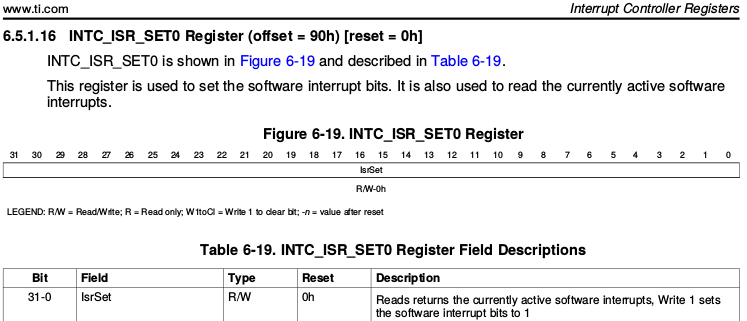 www.ti.com Interrupt Controller Registers
6.5.1.16 INTC_ISR_SET0 Register (offset = 90h) [reset = 0h]
INTC_ISR_SET0 is shown in Figure 6-19 and described in Table 6-19.
This register is used to set the software interrupt bits. It is also used to read the currently active software
interrupts.
Figure 6-19. INTC_ISR_SET0 Register
31 30 29 28 27 26 25 24 23 22 21 20 19 18 17 16 15 14 13 12 11 10 9 8 7 6 5 4 3 2 1 0
IsrSet
R/W-0h
LEGEND: R/W = Read/Write; R = Read only; W1toCl = Write 1 to clear bit; -n = value after reset
Table 6-19. INTC_ISR_SET0 Register Field Descriptions
Bit Field Type Reset Description
31-0 IsrSet R/W 0h Reads returns the currently active software interrupts, Write 1 sets
the software interrupt bits to 1